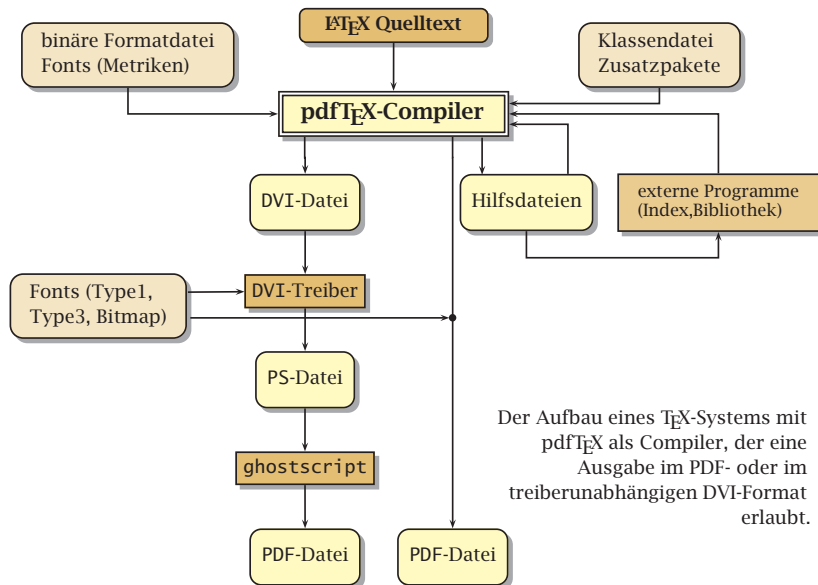 LATEX Quelltext
binäre Formatdatei
Fonts (Metriken)
Klassendatei
Zusatzpakete
pdfTEX-Compiler
DVI-Datei
Hilfsdateien
externe Programme
(Index,Bibliothek)
Fonts (Type1,
Type3, Bitmap)
DVI-Treiber
PS-Datei
ghostscript
PDF-Datei
PDF-Datei
Der Aufbau eines TEX-Systems mit
pdfTEX als Compiler, der eine
Ausgabe im PDF- oder im
treiberunabhängigen DVI-Format
erlaubt.